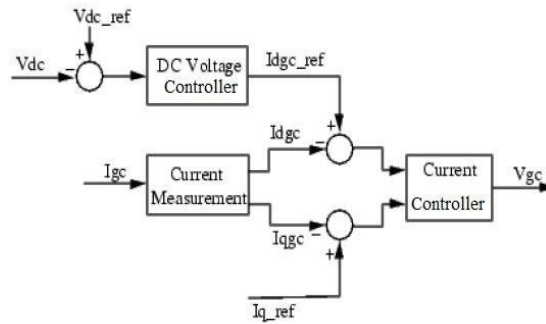 Vdc_ref
Vdc
+
−
DC Voltage
Controller
Idgc_ref
+
−
Idgc
Igc
Current
Measurement
Current
Controller
Vgc
Iqgc
−
+
Iq_ref